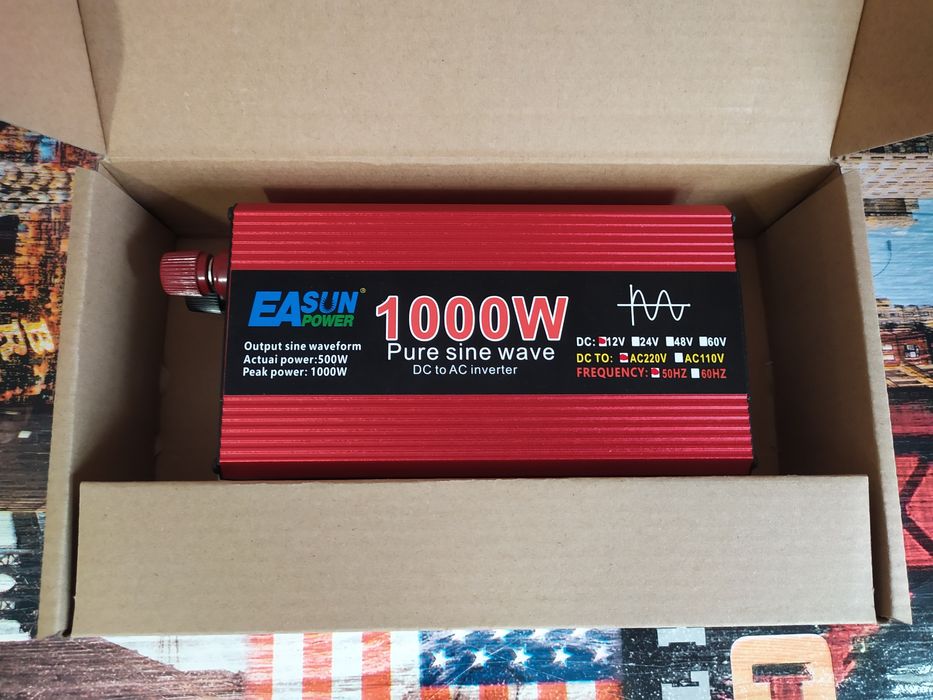 EASUN®
POWER
Output sine waveform
Actuai power:500W
Peak power: 1000W
1000W
Pure sine wave
DC to AC inverter
DC: 12V 24V 48V 60V
DC TO: AC220V AC110V
FREQUENCY: 50HZ 60HZ